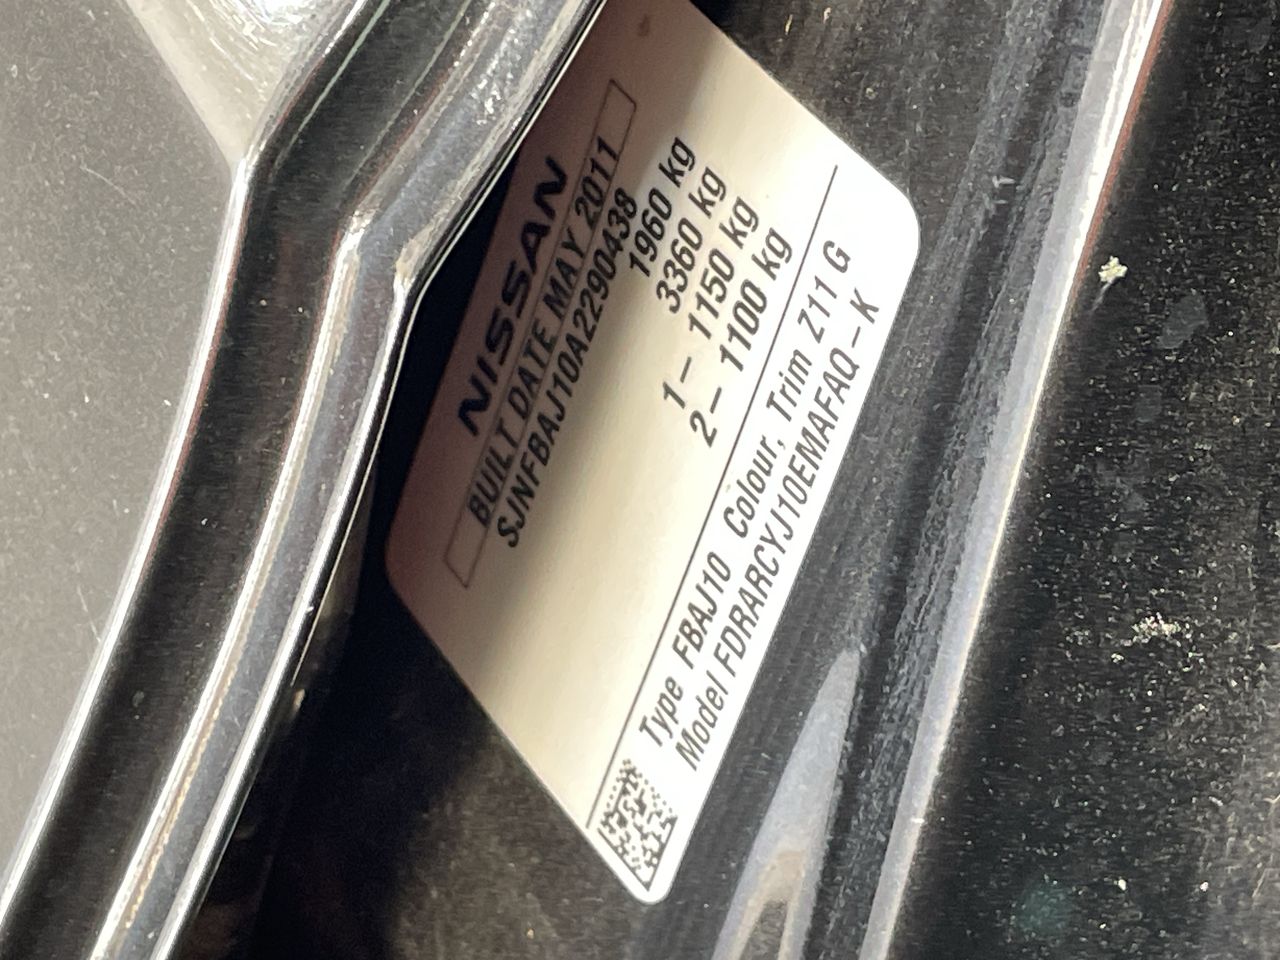 NISSAN
BUILT DATE MAY 2011
SJNFBAJ10A2290438
1960 kg
3360 kg
1– 1150 kg
2– 1100 kg
Type FBAJ10 Colour, Trim Z11 G
Model FDRARCYJ10EMAFAQ–K